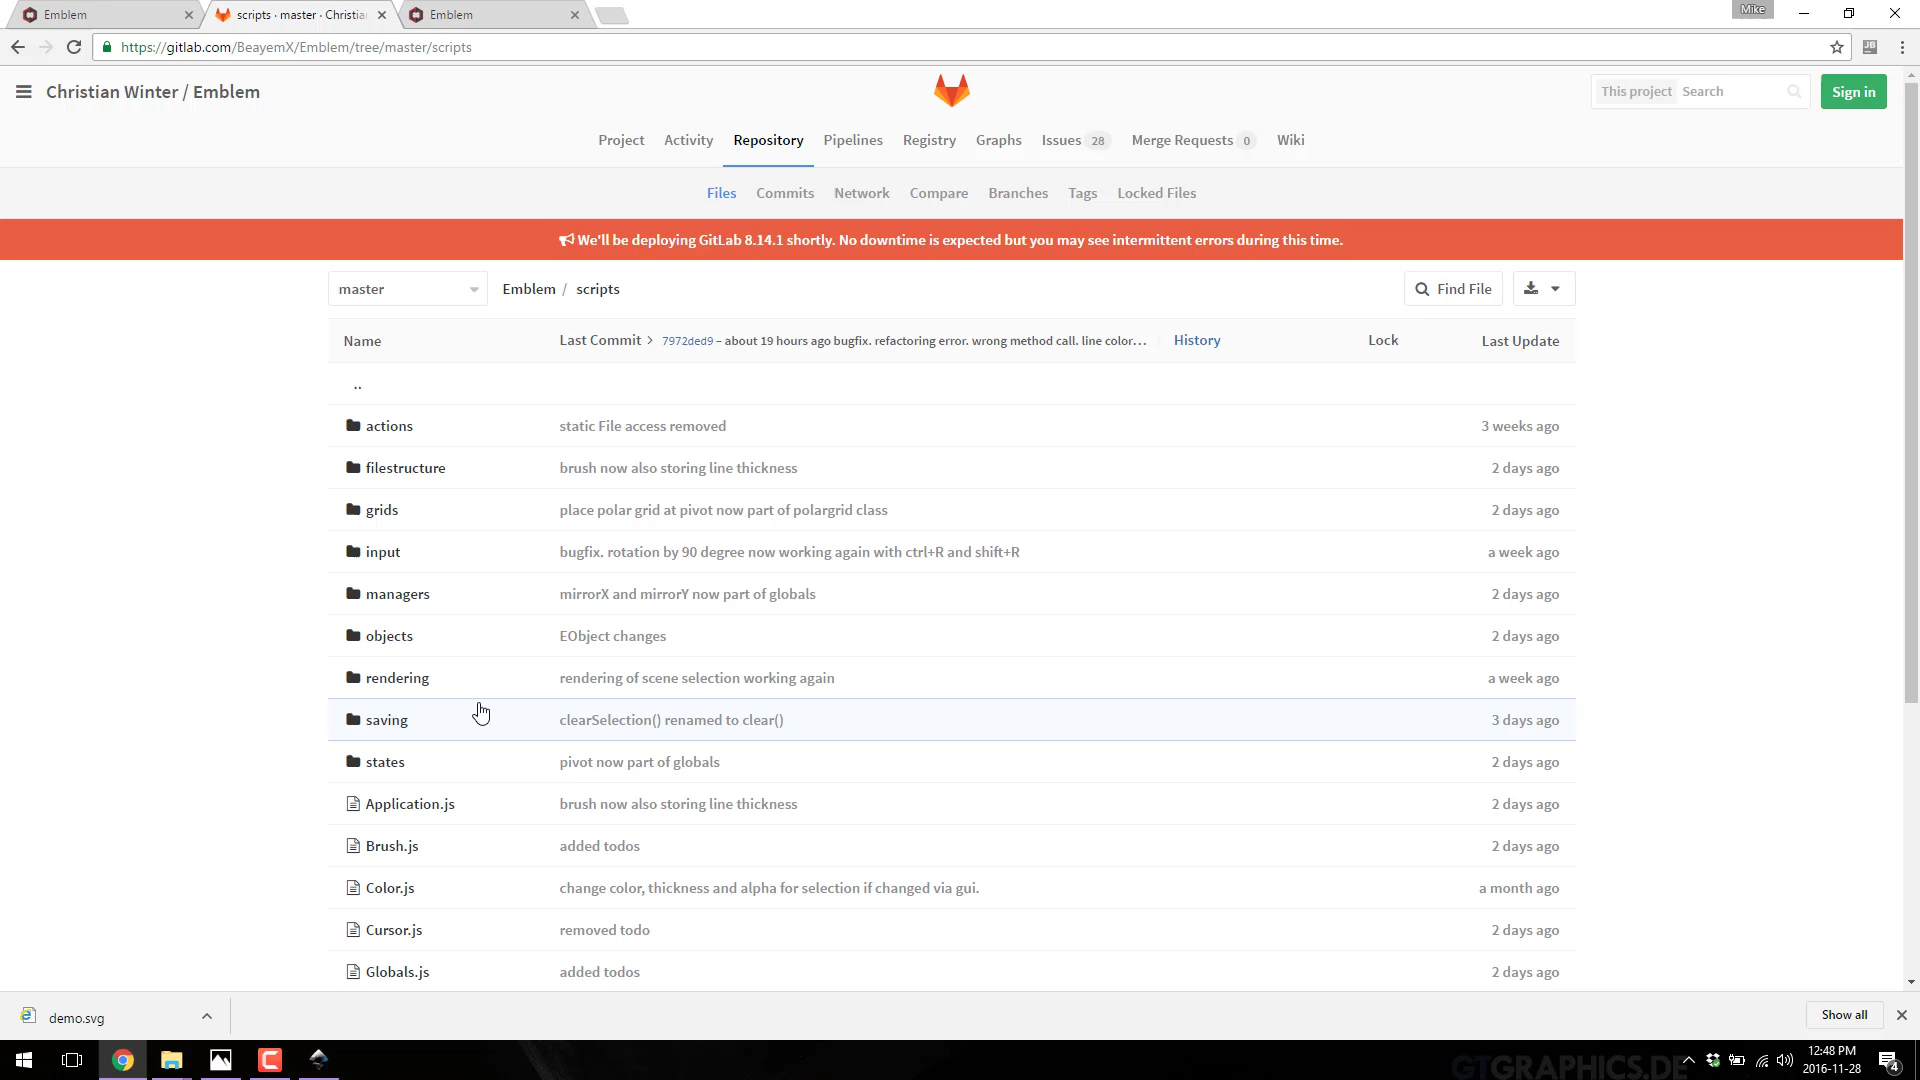 Emblem
scripts · master · Christia
Emblem
Mike
https://gitlab.com/BeayemX/Emblem/tree/master/scripts
JB
Christian Winter / Emblem
This project Search
Sign in
Project Activity Repository Pipelines Registry Graphs Issues 28 Merge Requests 0 Wiki
Files Commits Network Compare Branches Tags Locked Files
We'll be deploying GitLab 8.14.1 shortly. No downtime is expected but you may see intermittent errors during this time.
master
Emblem / scripts
Find File
Name Last Commit > 7972ded9 – about 19 hours ago bugfix. refactoring error. wrong method call. line color… History Lock Last Update
..
actions static File access removed 3 weeks ago
filestructure brush now also storing line thickness 2 days ago
grids place polar grid at pivot now part of polargrid class 2 days ago
input bugfix. rotation by 90 degree now working again with ctrl+R and shift+R a week ago
managers mirrorX and mirrorY now part of globals 2 days ago
objects EObject changes 2 days ago
rendering rendering of scene selection working again a week ago
saving clearSelection() renamed to clear() 3 days ago
states pivot now part of globals 2 days ago
Application.js brush now also storing line thickness 2 days ago
Brush.js added todos 2 days ago
Color.js change color, thickness and alpha for selection if changed via gui. a month ago
Cursor.js removed todo 2 days ago
Globals.js added todos 2 days ago
demo.svg
Show all
GTGRAPHICS.DE
12:48 PM
2016-11-28
4